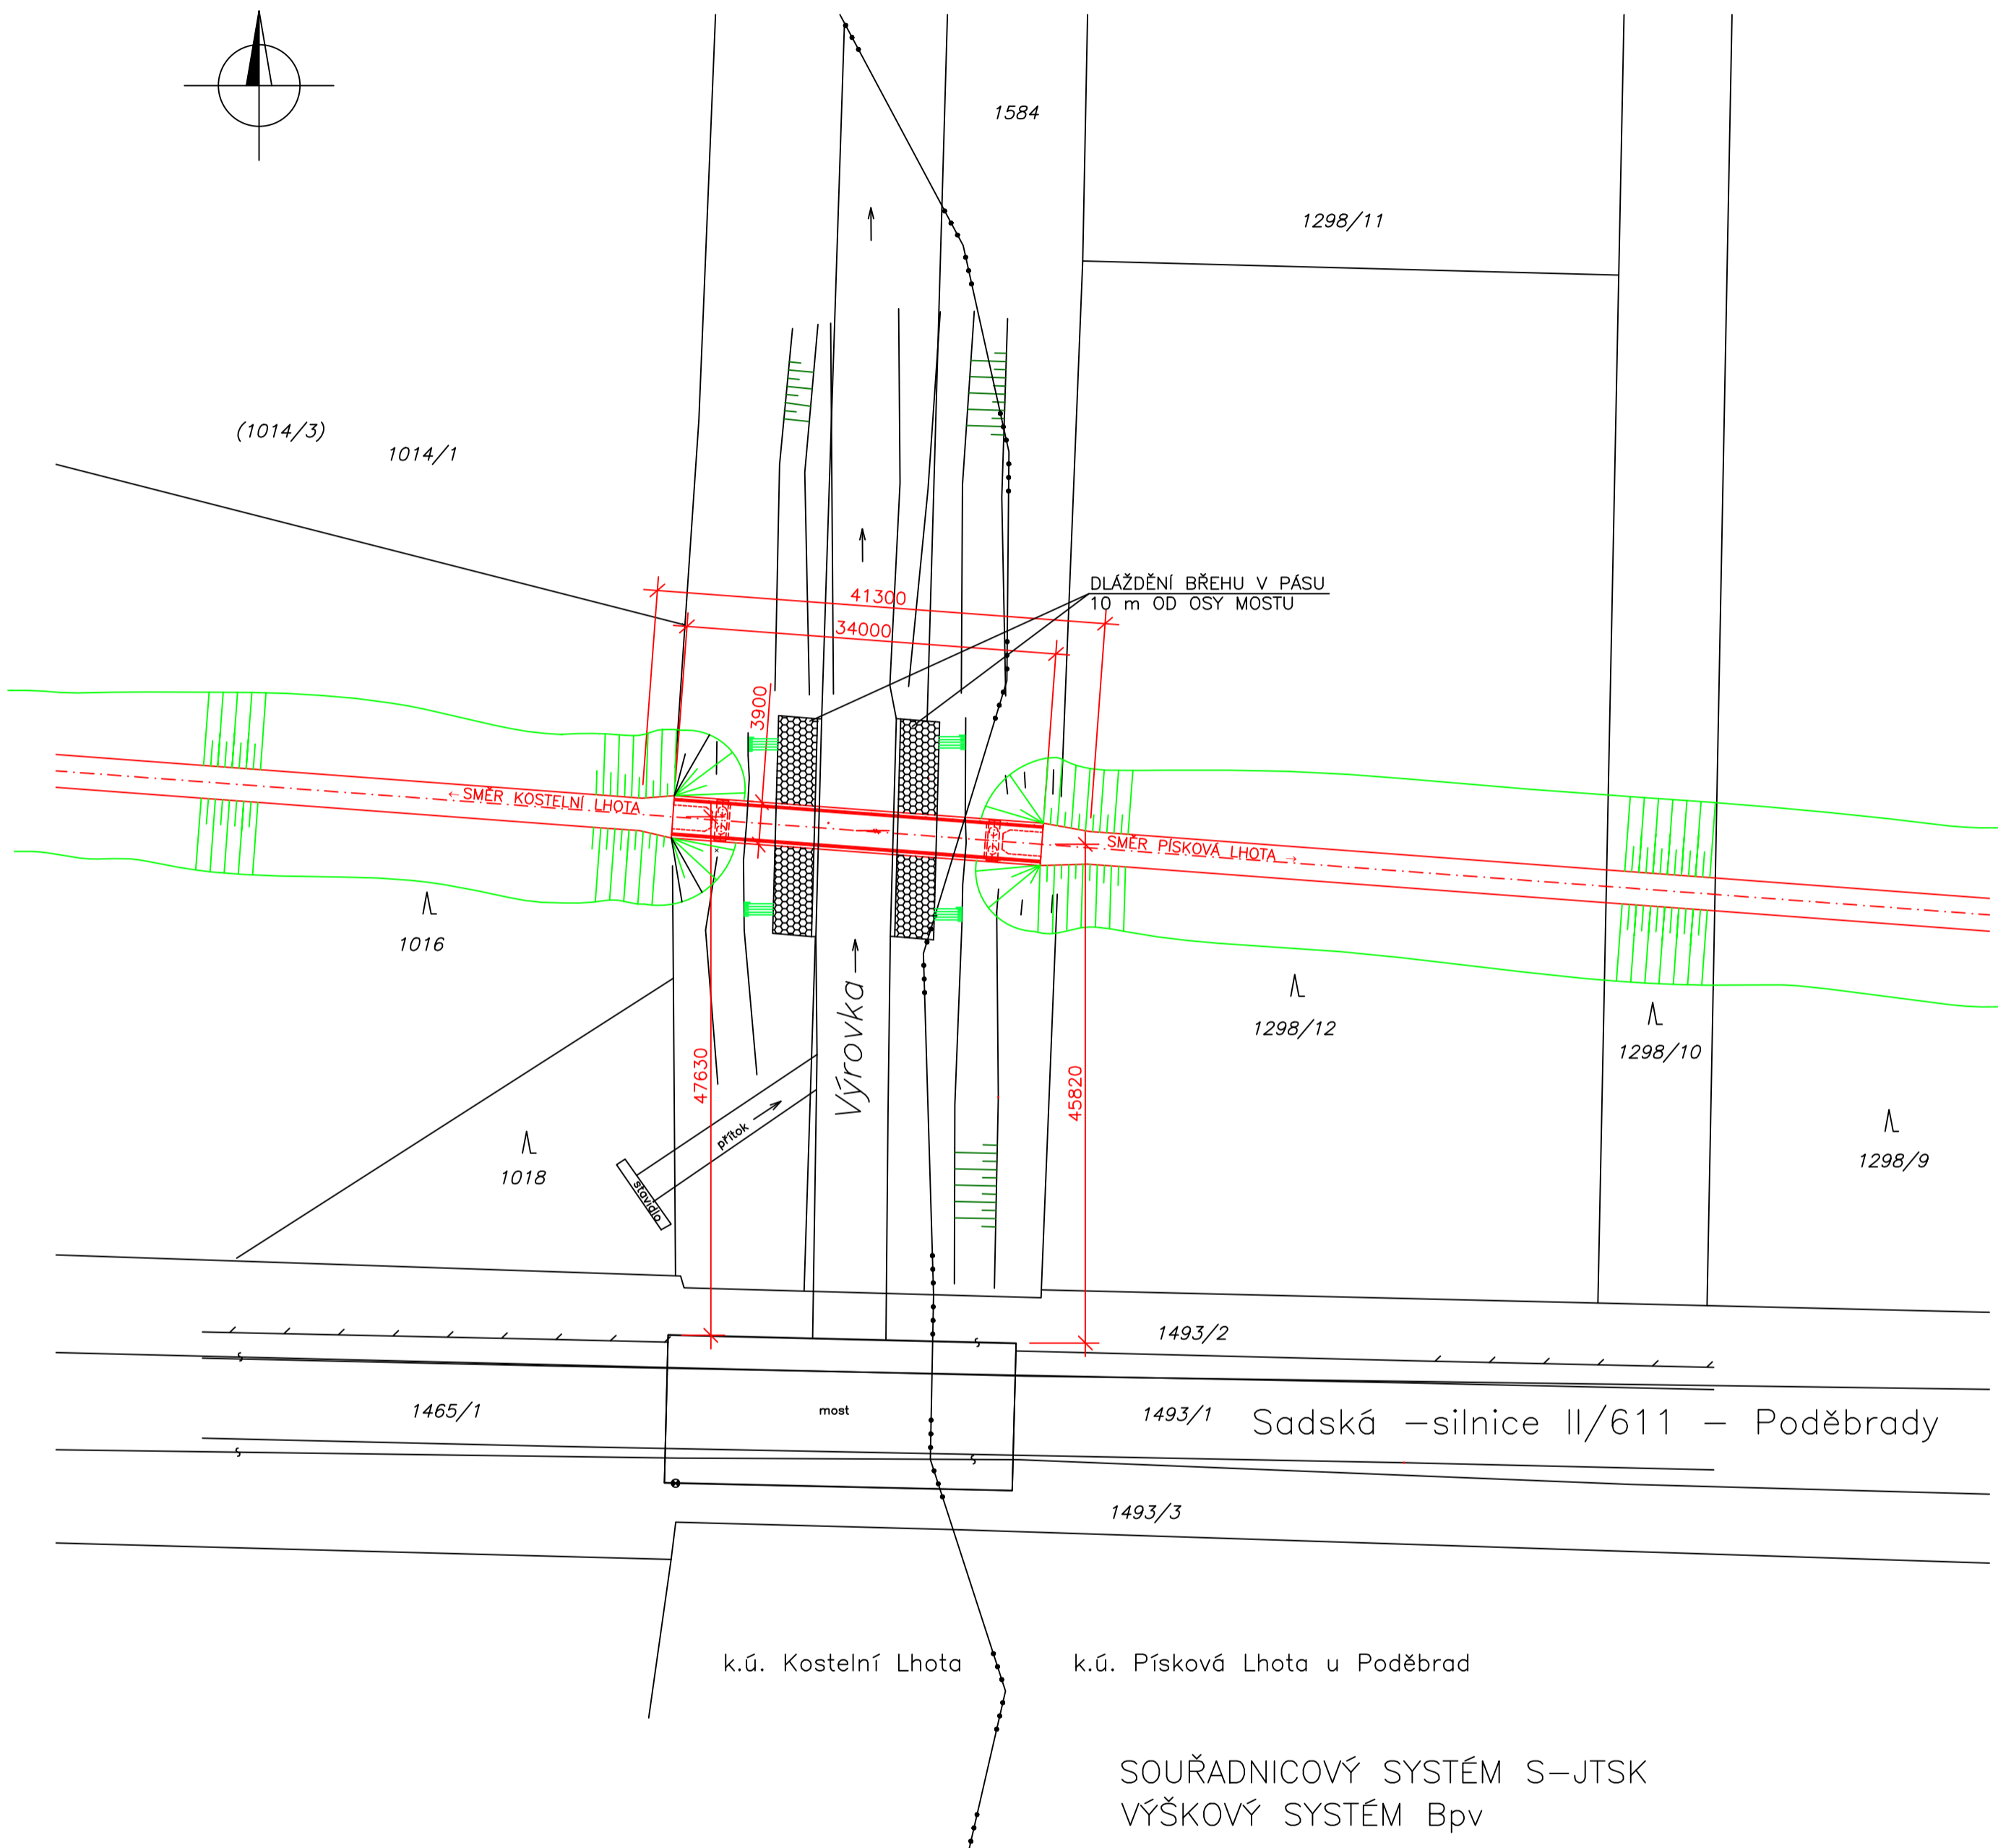 1584
1298/11
(1014/3)
1014/1
DLÁŽDĚNÍ BŘEHU V PÁSU
10 m OD OSY MOSTU
41300
34000
3900
←SMĚR KOSTELNÍ LHOTA
SMĚR PÍSKOVÁ LHOTA →
1016
1298/12
1298/10
47630
Výrovka
45820
přítok
1018
stavidlo
1298/9
1493/2
1465/1
most
1493/1
Sadská –silnice II/611 – Poděbrady
1493/3
k.ú. Kostelní Lhota
k.ú. Písková Lhota u Poděbrad
SOUŘADNICOVÝ SYSTÉM S–JTSK
VÝŠKOVÝ SYSTÉM Bpv